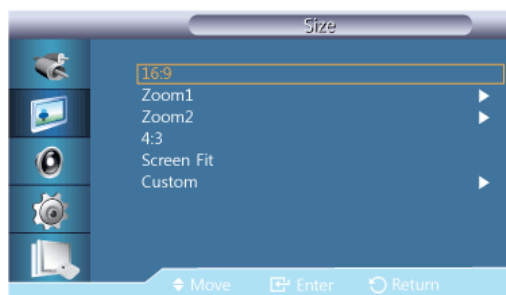 Size
16:9
Zoom1
Zoom2
4:3
Screen Fit
Custom
Move Enter Return